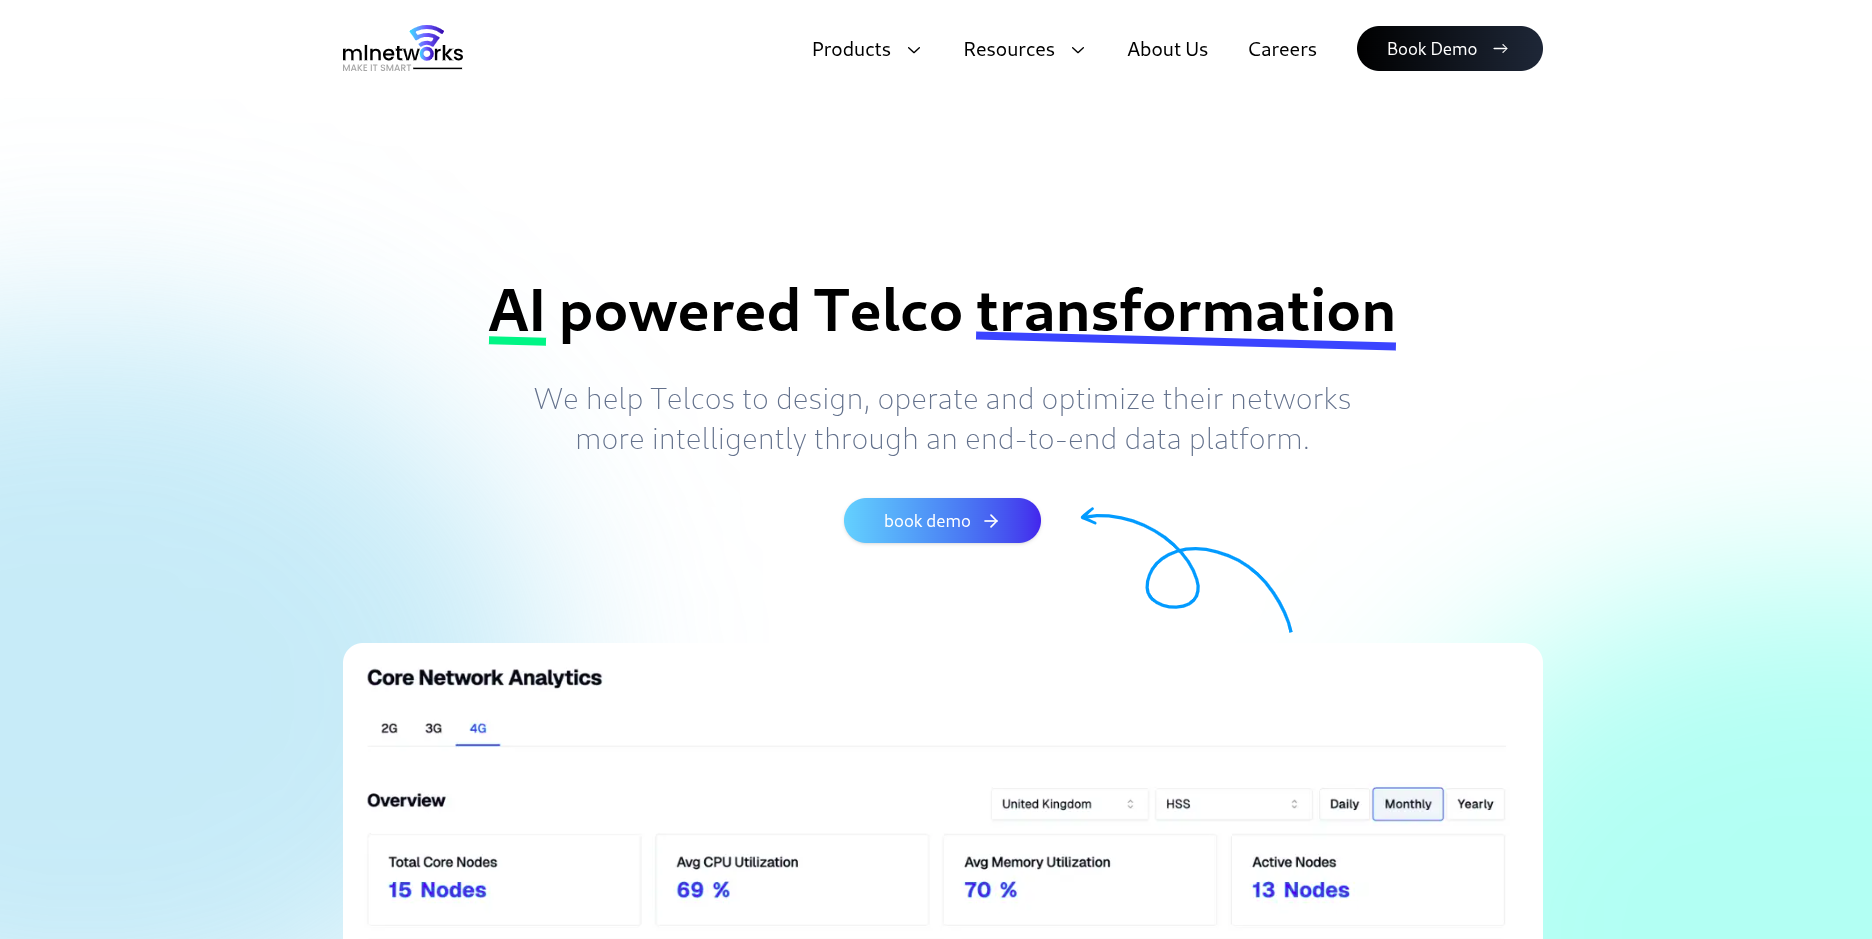 mlnetworks
MAKE IT SMART
Products
Resources
About Us
Careers
Book Demo
AI powered Telco transformation
We help Telcos to design, operate and optimize their networks
more intelligently through an end-to-end data platform.
book demo
Core Network Analytics
2G 3G 4G
Overview
United Kingdom
HSS
Daily
Monthly
Yearly
Total Core Nodes
15 Nodes
Avg CPU Utilization
69 %
Avg Memory Utilization
70 %
Active Nodes
13 Nodes